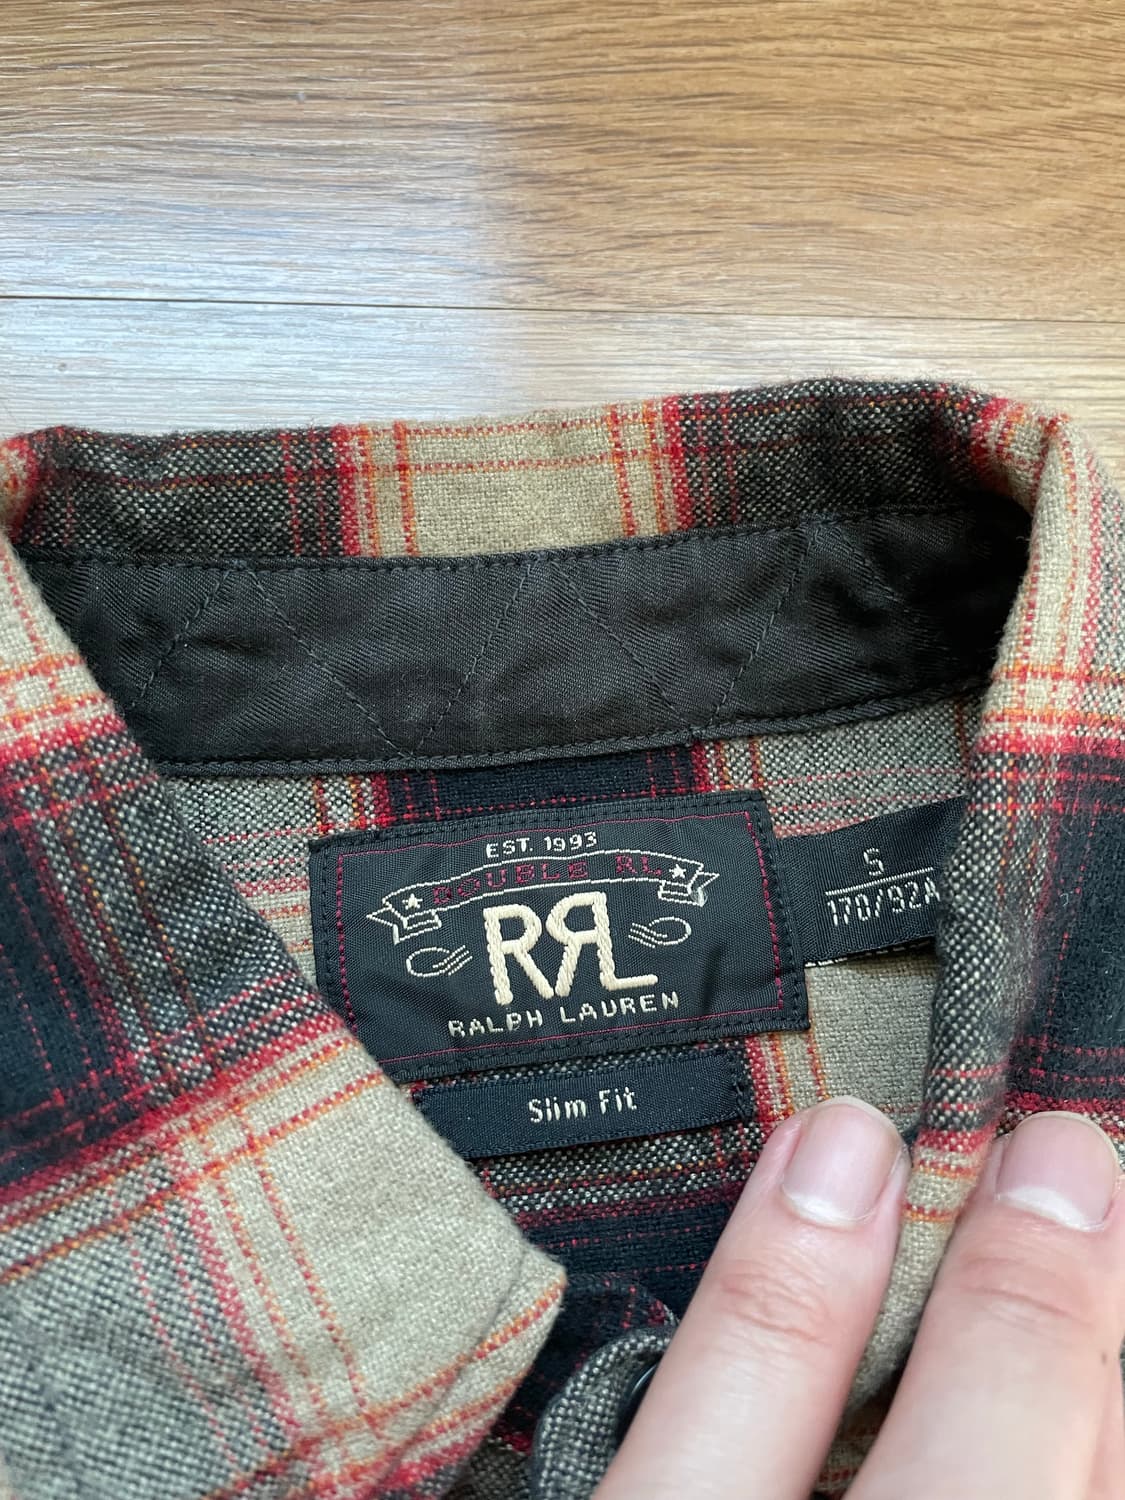 EST. 1993
DOUBLE RL
RRL
RALPH LAUREN
Slim Fit
S
170/92A